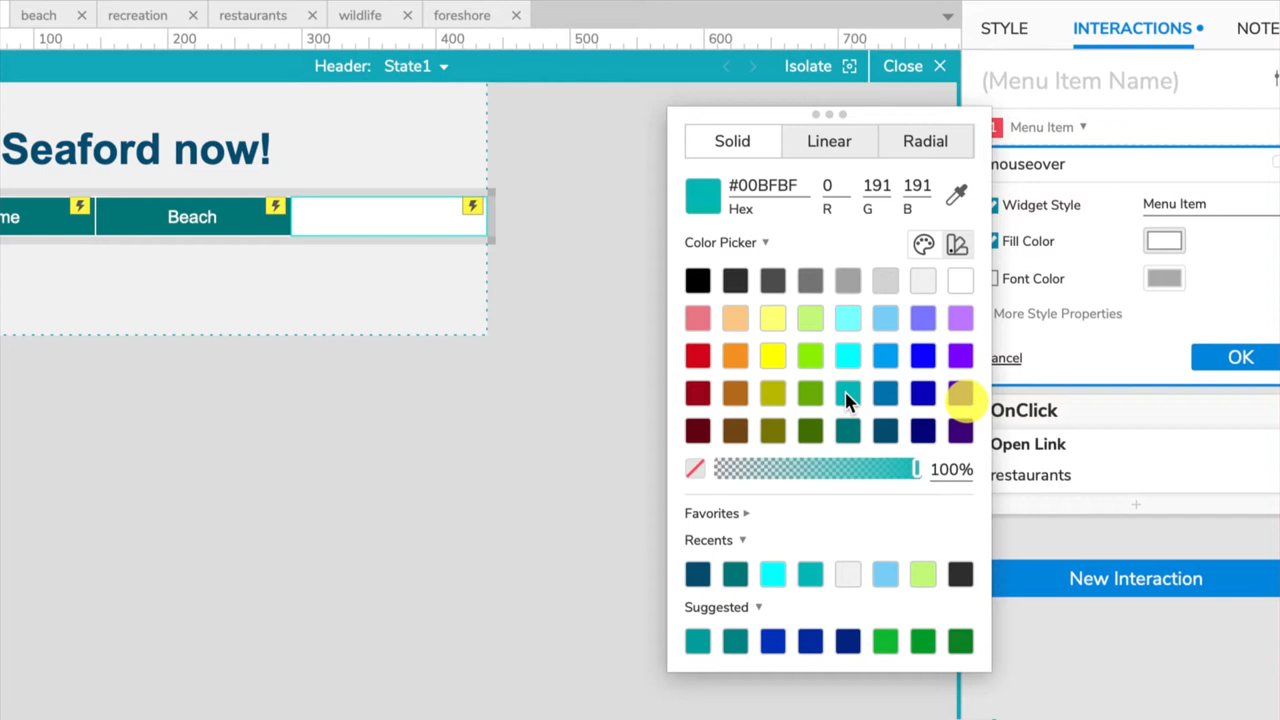 beach
recreation
restaurants
wildlife
foreshore
100
200
300
400
500
600
700
Header: State1
Isolate
Close
Seaford now!
me
Beach
Solid
Linear
Radial
#00BFBF
0
191
191
Hex
R
G
B
Color Picker
100%
Favorites
Recents
Suggested
STYLE
INTERACTIONS
NOTE
(Menu Item Name)
1
Menu Item
mouseover
Widget Style
Menu Item
Fill Color
Font Color
More Style Properties
ancel
OK
OnClick
Open Link
restaurants
New Interaction